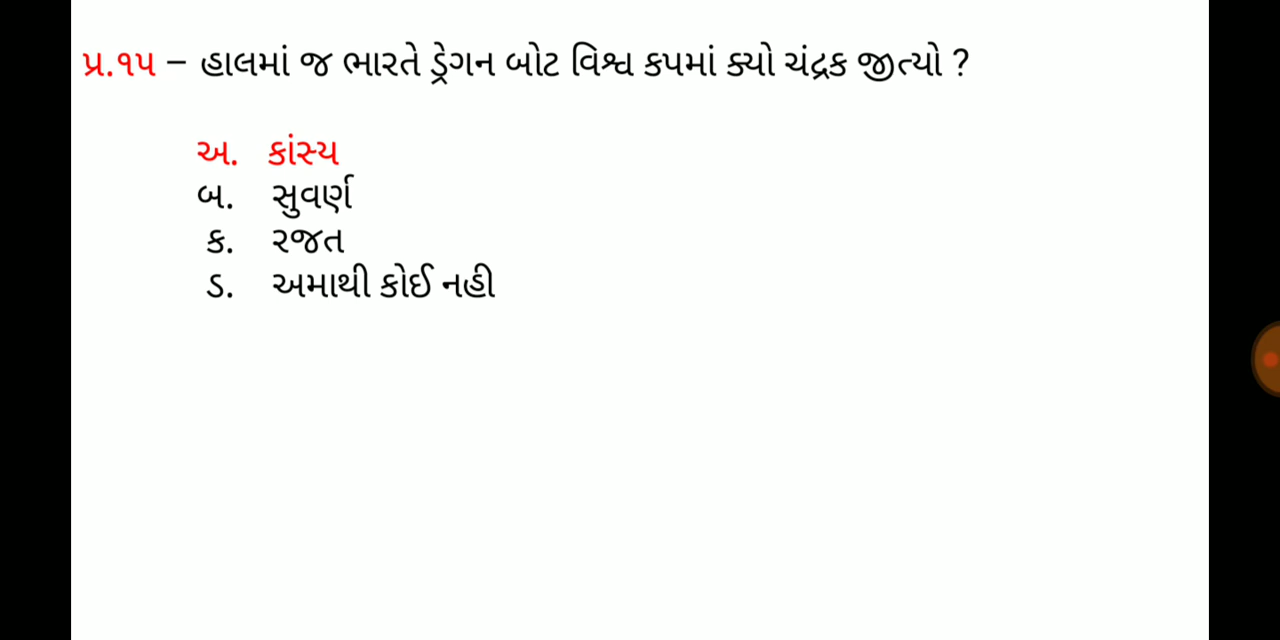 પ્ર.૧૫ – હાલમાં જ ભારતે ડ્રેગન બોટ વિશ્વ કપમાં ક્યો ચંદ્રક જીત્યો ?
અ. કાંસ્ય
બ. સુવર્ણ
ક. રજત
ડ. અમાથી કોઈ નહી